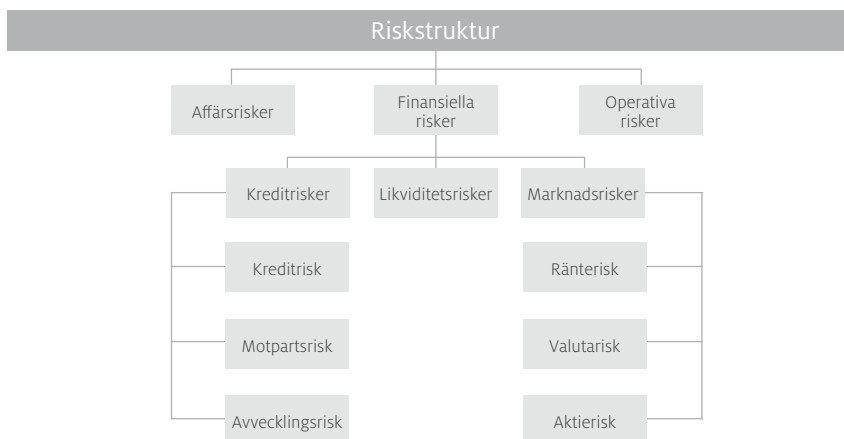 Riskstruktur
Affärsrisker
Finansiella
risker
Operativa
risker
Kreditrisker
Likviditetsrisker
Marknadsrisker
Kreditrisk
Ränterisk
Motpartsrisk
Valutarisk
Avvecklingsrisk
Aktierisk